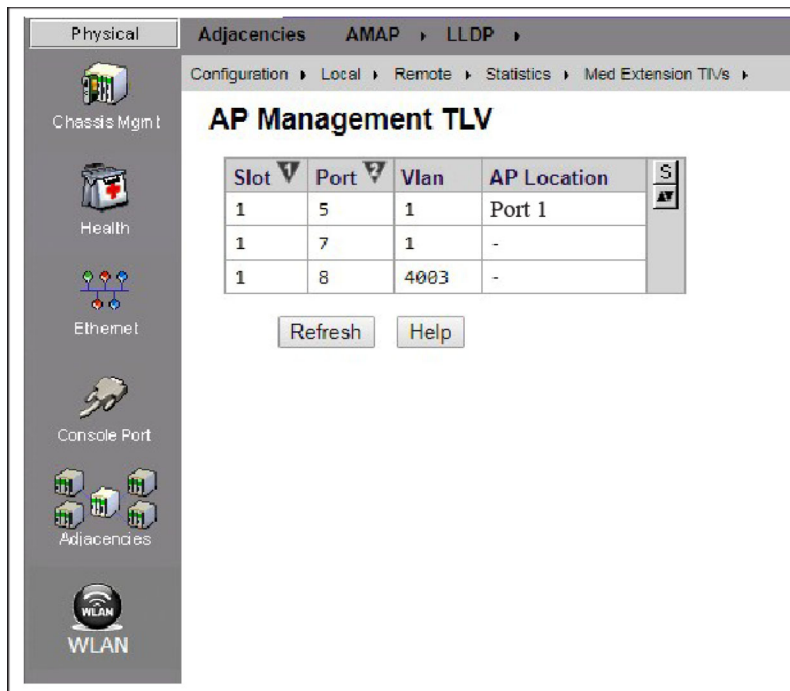 Physical
Adjacencies AMAP LLDP
Configuration Local Remote Statistics Med Extension TlVs
Chassis Mgmt
AP Management TLV
Slot 1 Port 2 Vlan AP Location S
1 5 1 Port 1
1 7 1 -
1 8 4003 -
Health
Refresh Help
Ethernet
Console Port
Adjacencies
WLAN
WLAN